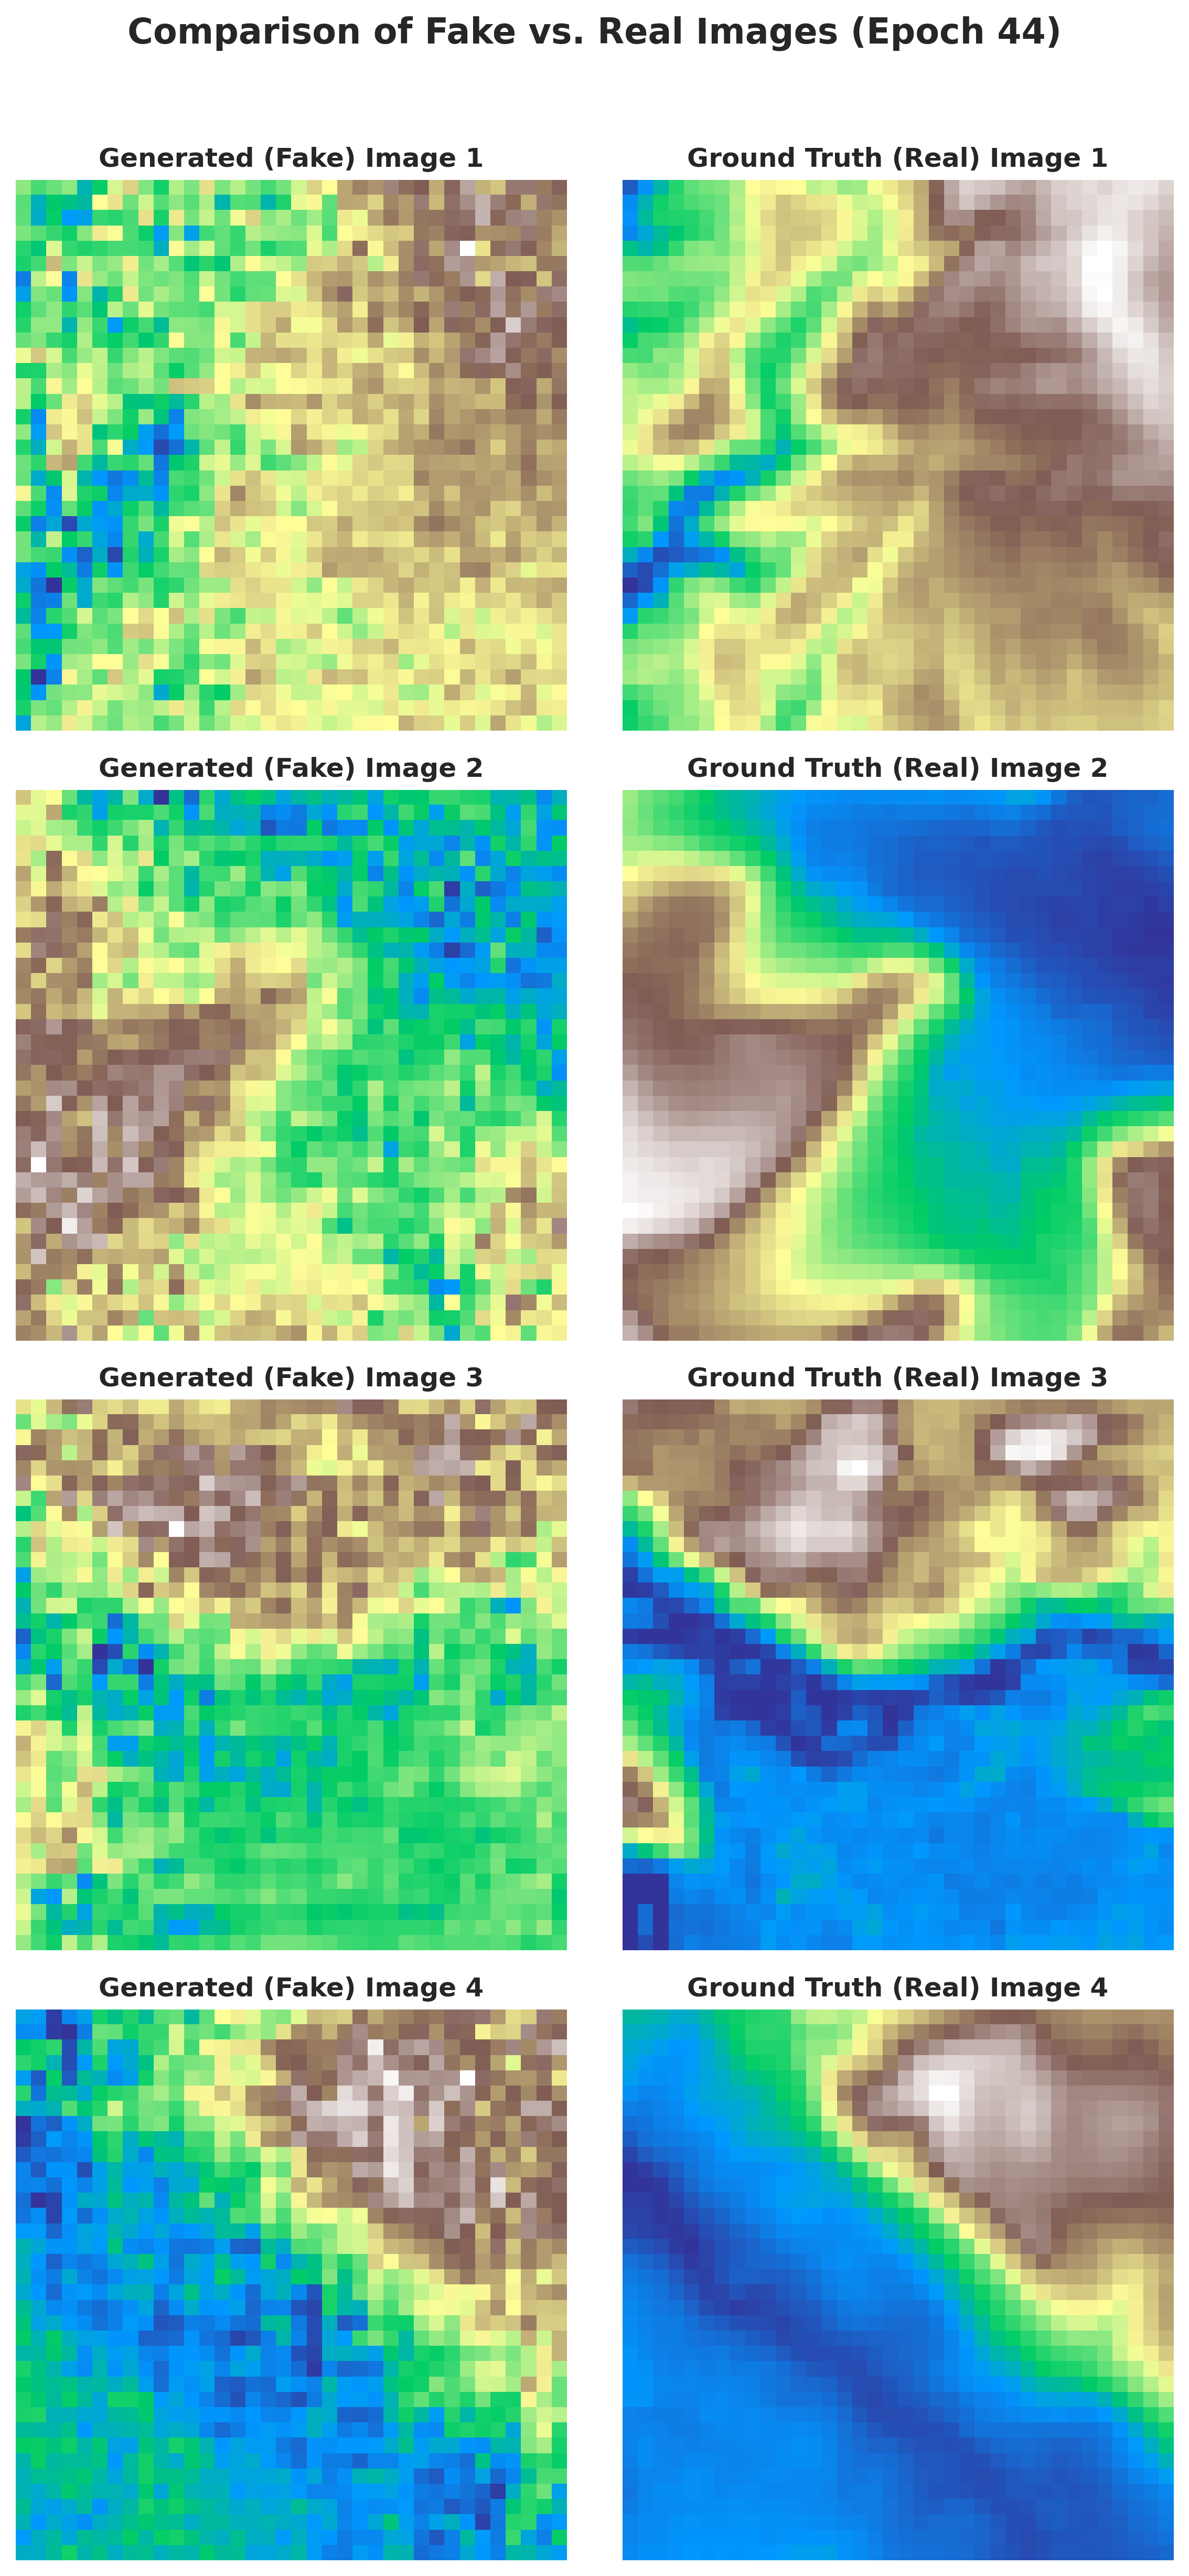 Comparison of Fake vs. Real Images (Epoch 44)
Generated (Fake) Image 1
Ground Truth (Real) Image 1
Generated (Fake) Image 2
Ground Truth (Real) Image 2
Generated (Fake) Image 3
Ground Truth (Real) Image 3
Generated (Fake) Image 4
Ground Truth (Real) Image 4